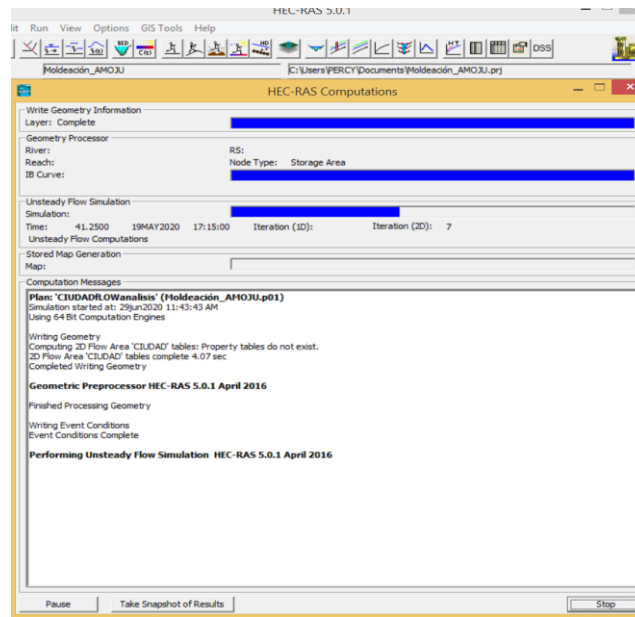 HEC-RAS 5.0.1
it Run View Options GIS Tools Help
DSS
Moldeación_AMOJU C:\Users\PERCY\Documents\Moldeación_AMOJU.prj
HEC-RAS Computations
Write Geometry Information
Layer: Complete
Geometry Processor
River: RS:
Reach: Node Type: Storage Area
IB Curve:
Unsteady Flow Simulation
Simulation:
Time: 41.2500 19MAY2020 17:15:00 Iteration (1D): Iteration (2D): 7
Unsteady Flow Computations
Stored Map Generation
Map:
Computation Messages
Plan: 'CIUDADfLOWanalisis' (Moldeación_AMOJU.p01)
Simulation started at: 29jun2020 11:43:43 AM
Using 64 Bit Computation Engines
Writing Geometry
Computing 2D Flow Area 'CIUDAD' tables: Property tables do not exist.
2D Flow Area 'CIUDAD' tables complete 4.07 sec
Completed Writing Geometry
Geometric Preprocessor HEC-RAS 5.0.1 April 2016
Finished Processing Geometry
Writing Event Conditions
Event Conditions Complete
Performing Unsteady Flow Simulation HEC-RAS 5.0.1 April 2016
Pause Take Snapshot of Results Stop